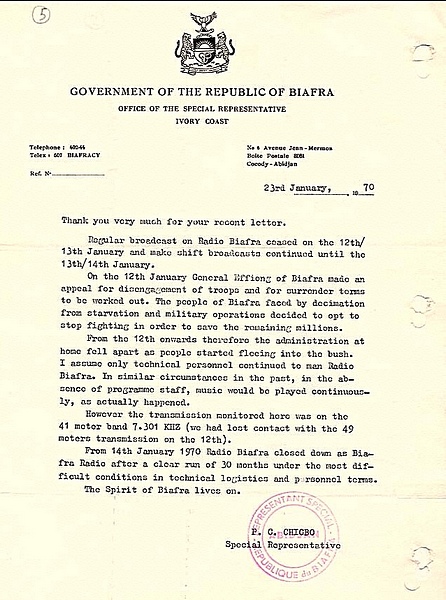 5
GOVERNMENT OF THE REPUBLIC OF BIAFRA
OFFICE OF THE SPECIAL REPRESENTATIVE
IVORY COAST
Telephone :
Telex : BIAFRACY
Ref. No
No 4 Avenue Jean-Mermoz
Boite Postale
Cocody-Abidjan
23rd January, 1970
Thank you very much for your recent letter.
Regular broadcast on Radio Biafra ceased on the 12th/
13th January and make shift broadcasts continued until the
13th/14th January.
On the 12th January General Effiong of Biafra made an
appeal for disengagement of troops and for surrender terms
to be worked out. The people of Biafra faced by decimation
from starvation and military operations decided to opt to
stop fighting in order to save the remaining millions.
From the 12th onwards therefore the administration at
home fell apart as people started fleeing into the bush.
I assume only technical personnel continued to man Radio
Biafra. In similar circumstances in the past, in the ab-
sence of programme staff, music would be played continuous-
ly, as actually happened.
However the transmission monitored here was on the
41 meter band 7.301 KHZ (we had lost contact with the 49
meters transmission on the 12th).
From 14th January 1970 Radio Biafra closed down as Bia-
fra Radio after a clear run of 30 months under the most dif-
ficult conditions in technical logistics and personnel terms.
The Spirit of Biafra lives on.
P. C. CHIGBO
Special Representative
REPRESENTANT SPECIAL
REPUBLIQUE du BIAFRA